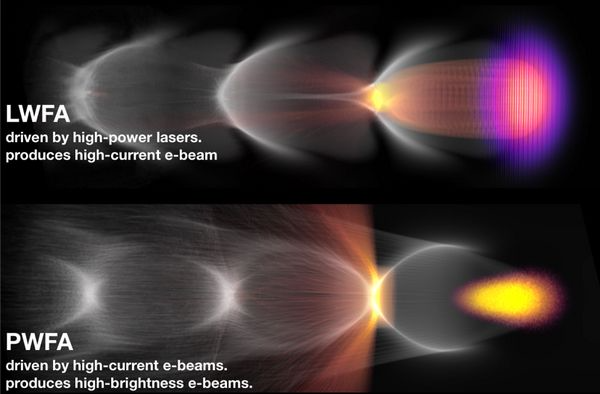 LWFA
driven by high-power lasers.
produces high-current e-beam
PWFA
driven by high-current e-beams.
produces high-brightness e-beams.